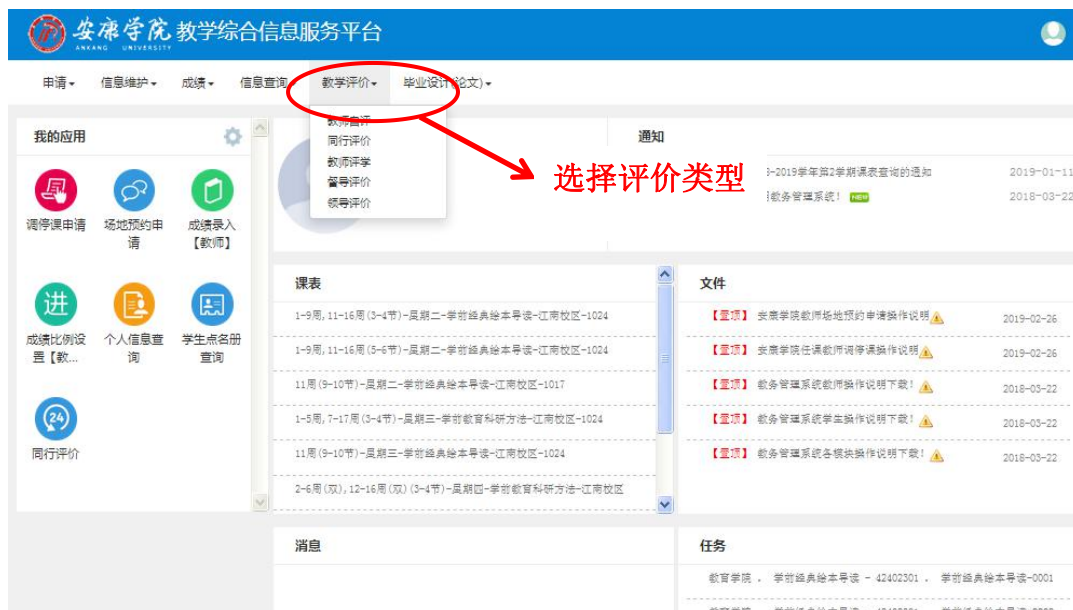 安康学院 教学综合信息服务平台
ANKANG UNIVERSITY
申请 信息维护 成绩 信息查询 教学评价 毕业设计(论文)
教师自评
同行评价
教师评学
督导评价
领导评价
选择评价类型
我的应用
调停课申请 场地预约申请 成绩录入【教师】
进
成绩比例设置【教... 个人信息查询 学生点名册查询
24
同行评价
通知
-2019学年第2学期课表查询的通知 2019-01-11
教务管理系统! NEW 2018-03-22
课表
1-9周,11-16周(3-4节)-星期二-学前经典绘本导读-江南校区-1024
1-9周,11-16周(5-6节)-星期二-学前经典绘本导读-江南校区-1024
11周(9-10节)-星期二-学前经典绘本导读-江南校区-1017
1-5周,7-17周(3-4节)-星期三-学前教育科研方法-江南校区-1024
11周(9-10节)-星期三-学前经典绘本导读-江南校区-1024
2-6周(双),12-16周(双)(3-4节)-星期四-学前教育科研方法-江南校区
文件
【置顶】 安康学院教师场地预约申请操作说明 2019-02-26
【置顶】 安康学院任课教师调停课操作说明 2019-02-26
【置顶】 教务管理系统教师操作说明下载! 2018-03-22
【置顶】 教务管理系统学生操作说明下载! 2018-03-22
【置顶】 教务管理系统各模块操作说明下载! 2018-03-22
消息
任务
教育学院 . 学前经典绘本导读 - 42402301 . 学前经典绘本导读-0001